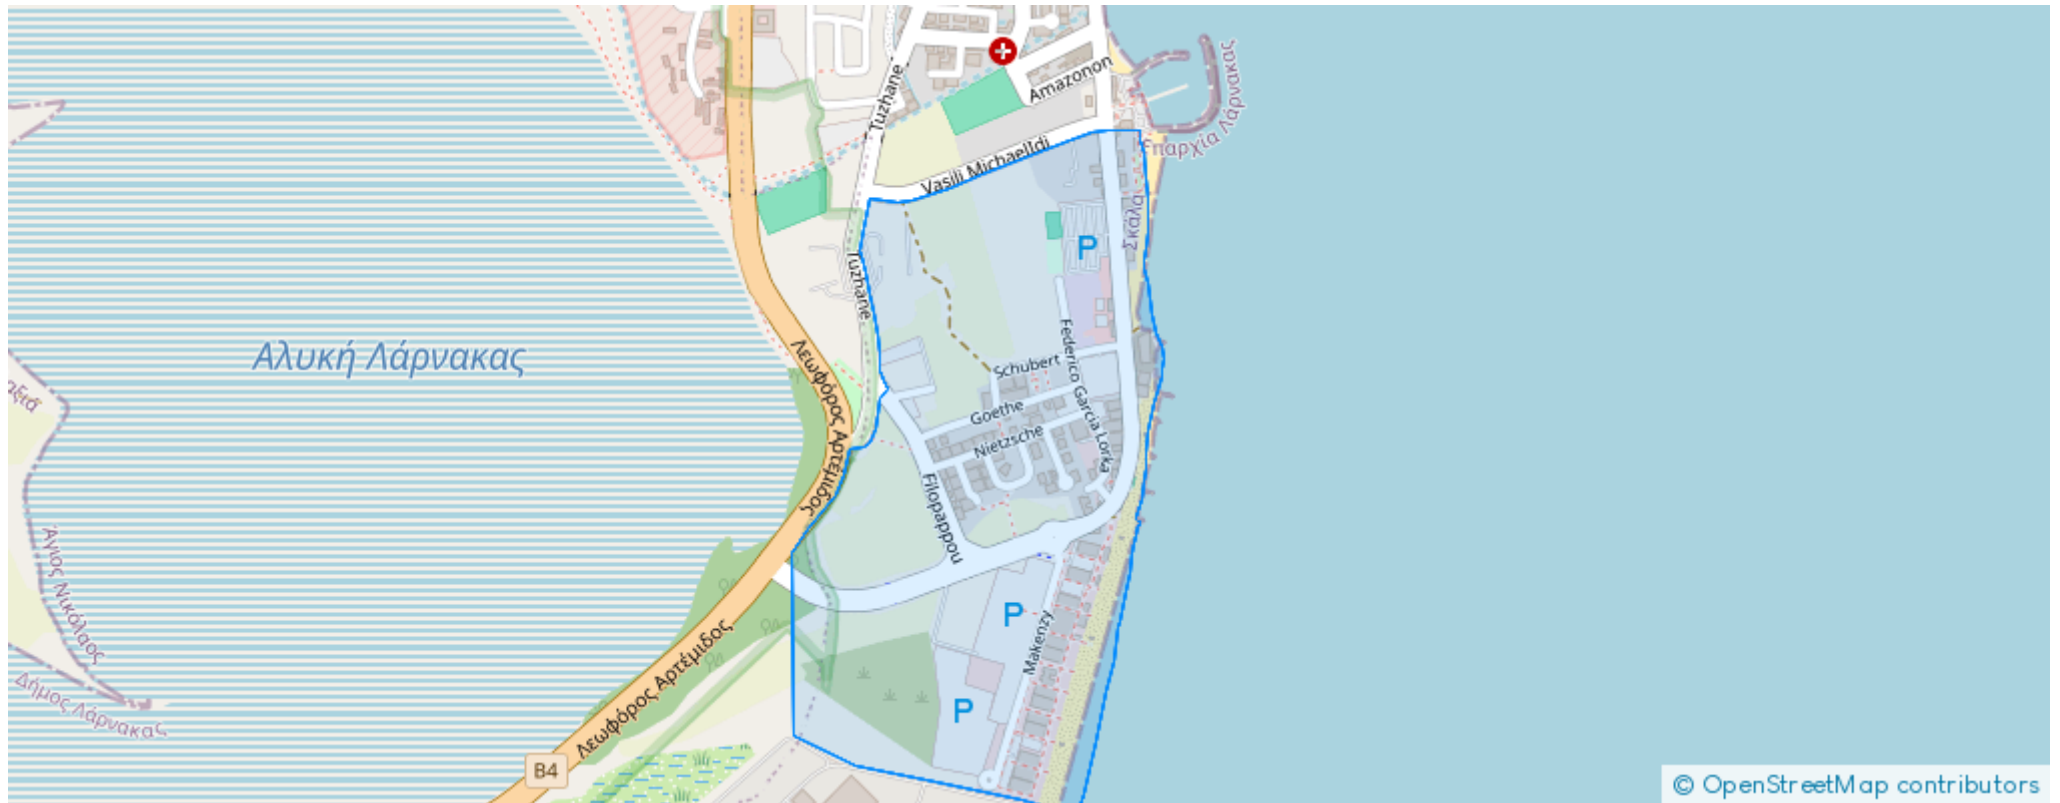 Επαρχία Λάρνακας
Amazonon
Tuzhane
Vasili MichaelIdi
Σκάλα
P
Tuzhane
Αλυκή Λάρνακας
Λεωφόρος Αρτέμιδος
Schubert
Federico Garcia Lorka
Goethe
Nietzsche
Filopappou
Άγιος Νικόλαος
Δήμος Λάρνακας
P
Makenzy
Λεωφόρος Αρτέμιδος
P
B4
© OpenStreetMap contributors